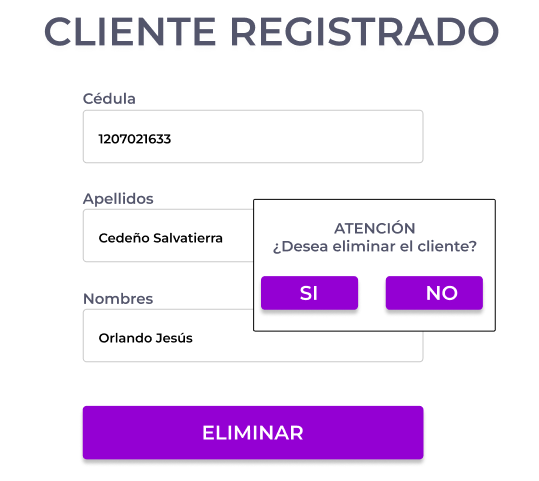 CLIENTE REGISTRADO
Cédula
1207021633
Apellidos
Cedeño Salvatierra
Nombres
Orlando Jesús
ATENCIÓN
¿Desea eliminar el cliente?
SI
NO
ELIMINAR